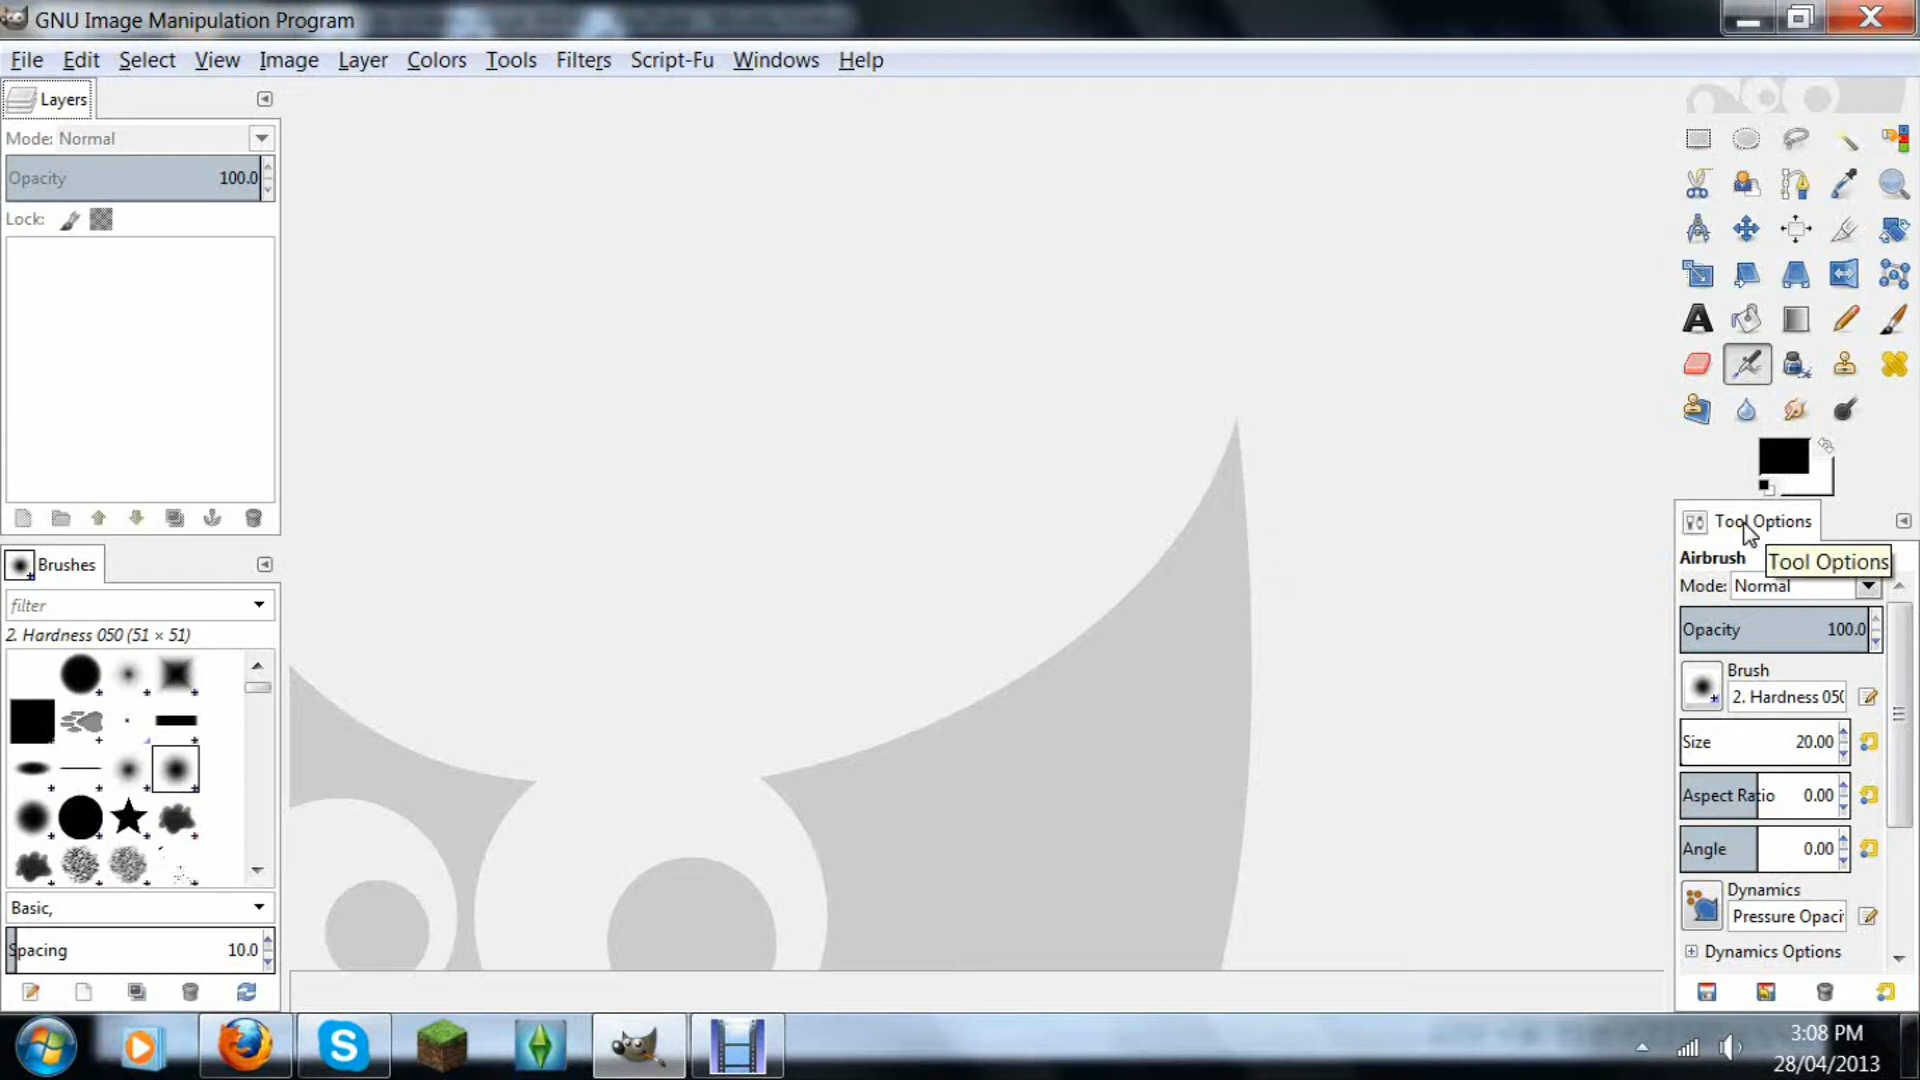 GNU Image Manipulation Program
File Edit Select View Image Layer Colors Tools Filters Script-Fu Windows Help
Layers
Mode: Normal
Opacity 100.0
Lock:
Brushes
filter
2. Hardness 050 (51 × 51)
Basic,
Spacing 10.0
Tool Options
Airbrush
Tool Options
Mode: Normal
Opacity 100.0
Brush
2. Hardness 050
Size 20.00
Aspect Ratio 0.00
Angle 0.00
Dynamics
Pressure Opaci
Dynamics Options
3:08 PM
28/04/2013